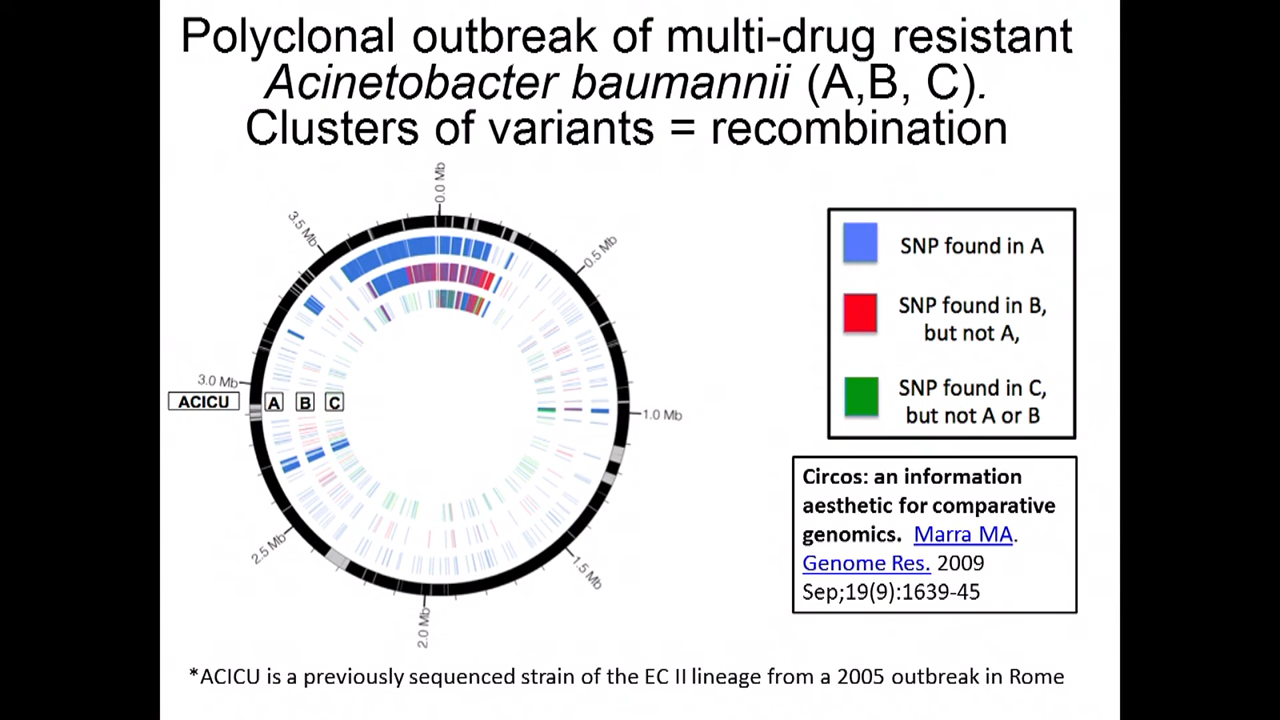 Polyclonal outbreak of multi-drug resistant
Acinetobacter baumannii (A,B, C).
Clusters of variants = recombination
0.0 Mb
0.5 Mb
1.0 Mb
1.5 Mb
2.0 Mb
2.5 Mb
3.0 Mb
3.5 Mb
ACICU
A
B
C
SNP found in A
SNP found in B,
but not A,
SNP found in C,
but not A or B
Circos: an information
aesthetic for comparative
genomics. Marra MA.
Genome Res. 2009
Sep;19(9):1639-45
*ACICU is a previously sequenced strain of the EC II lineage from a 2005 outbreak in Rome